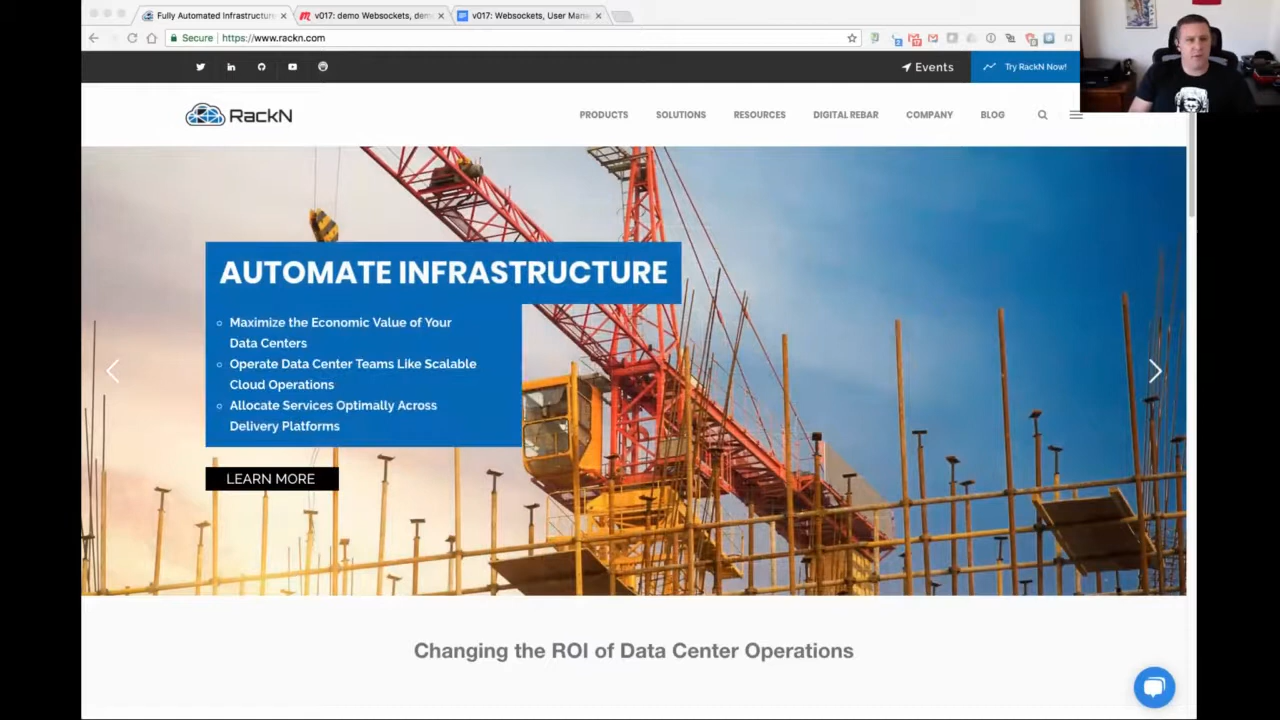 Fully Automated Infrastructure
v017: demo Websockets, dem
v017: Websockets, User Man
Secure
https://www.rackn.com
Events
Try RackN Now!
RackN
PRODUCTS
SOLUTIONS
RESOURCES
DIGITAL REBAR
COMPANY
BLOG
AUTOMATE INFRASTRUCTURE
Maximize the Economic Value of Your
Data Centers
Operate Data Center Teams Like Scalable
Cloud Operations
Allocate Services Optimally Across
Delivery Platforms
LEARN MORE
Changing the ROI of Data Center Operations